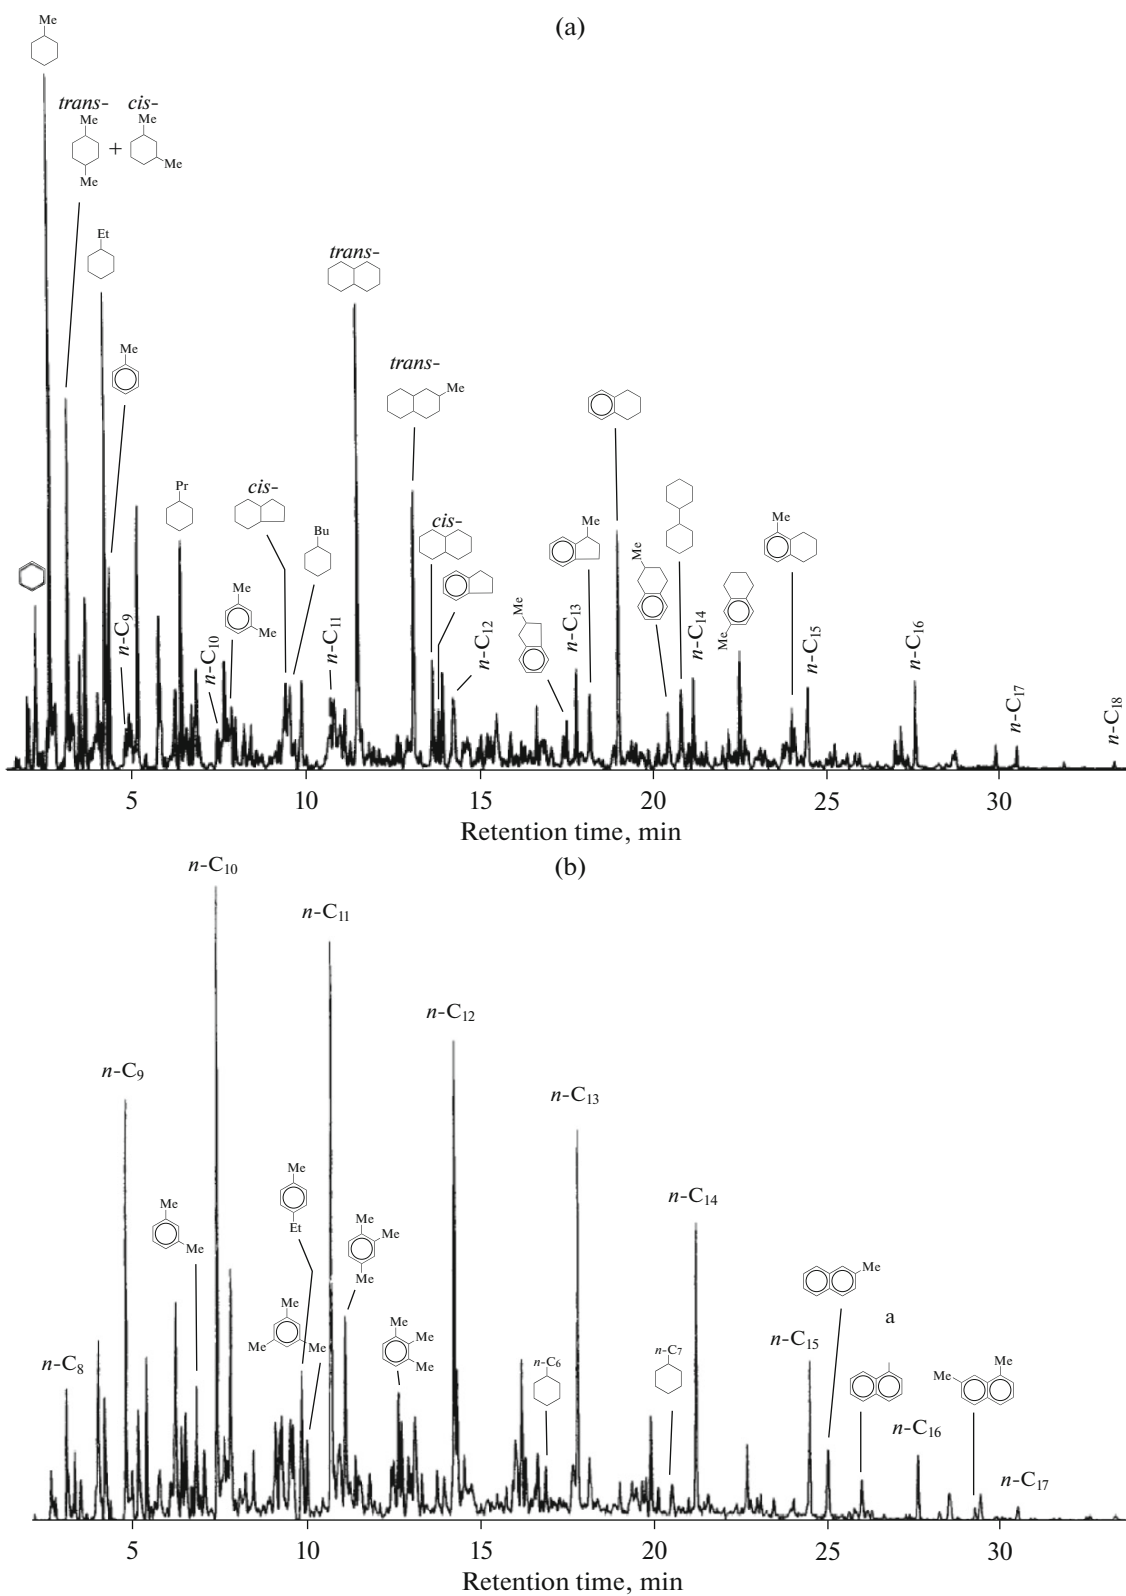 (a)
Me
trans- cis-
Me Me
+
Me
Me
Et
trans-
Me
trans-
Me
Pr
cis-
Bu
cis-
Me
Me
Me
Me
Me
Me
Me
n-C9
n-C10
n-C11
n-C12
n-C13
n-C14
n-C15
n-C16
n-C17
n-C18
5 10 15 20 25 30
Retention time, min
(b)
n-C10
n-C11
n-C12
n-C9
n-C13
Me
n-C14
Me
Me
Et
Me
Me
Me
Me
a
Me
Me
Me
Me
Me
Me
n-C15
n-C8
n-C6
n-C7
Me
Me
Me
n-C16
n-C17
5 10 15 20 25 30
Retention time, min